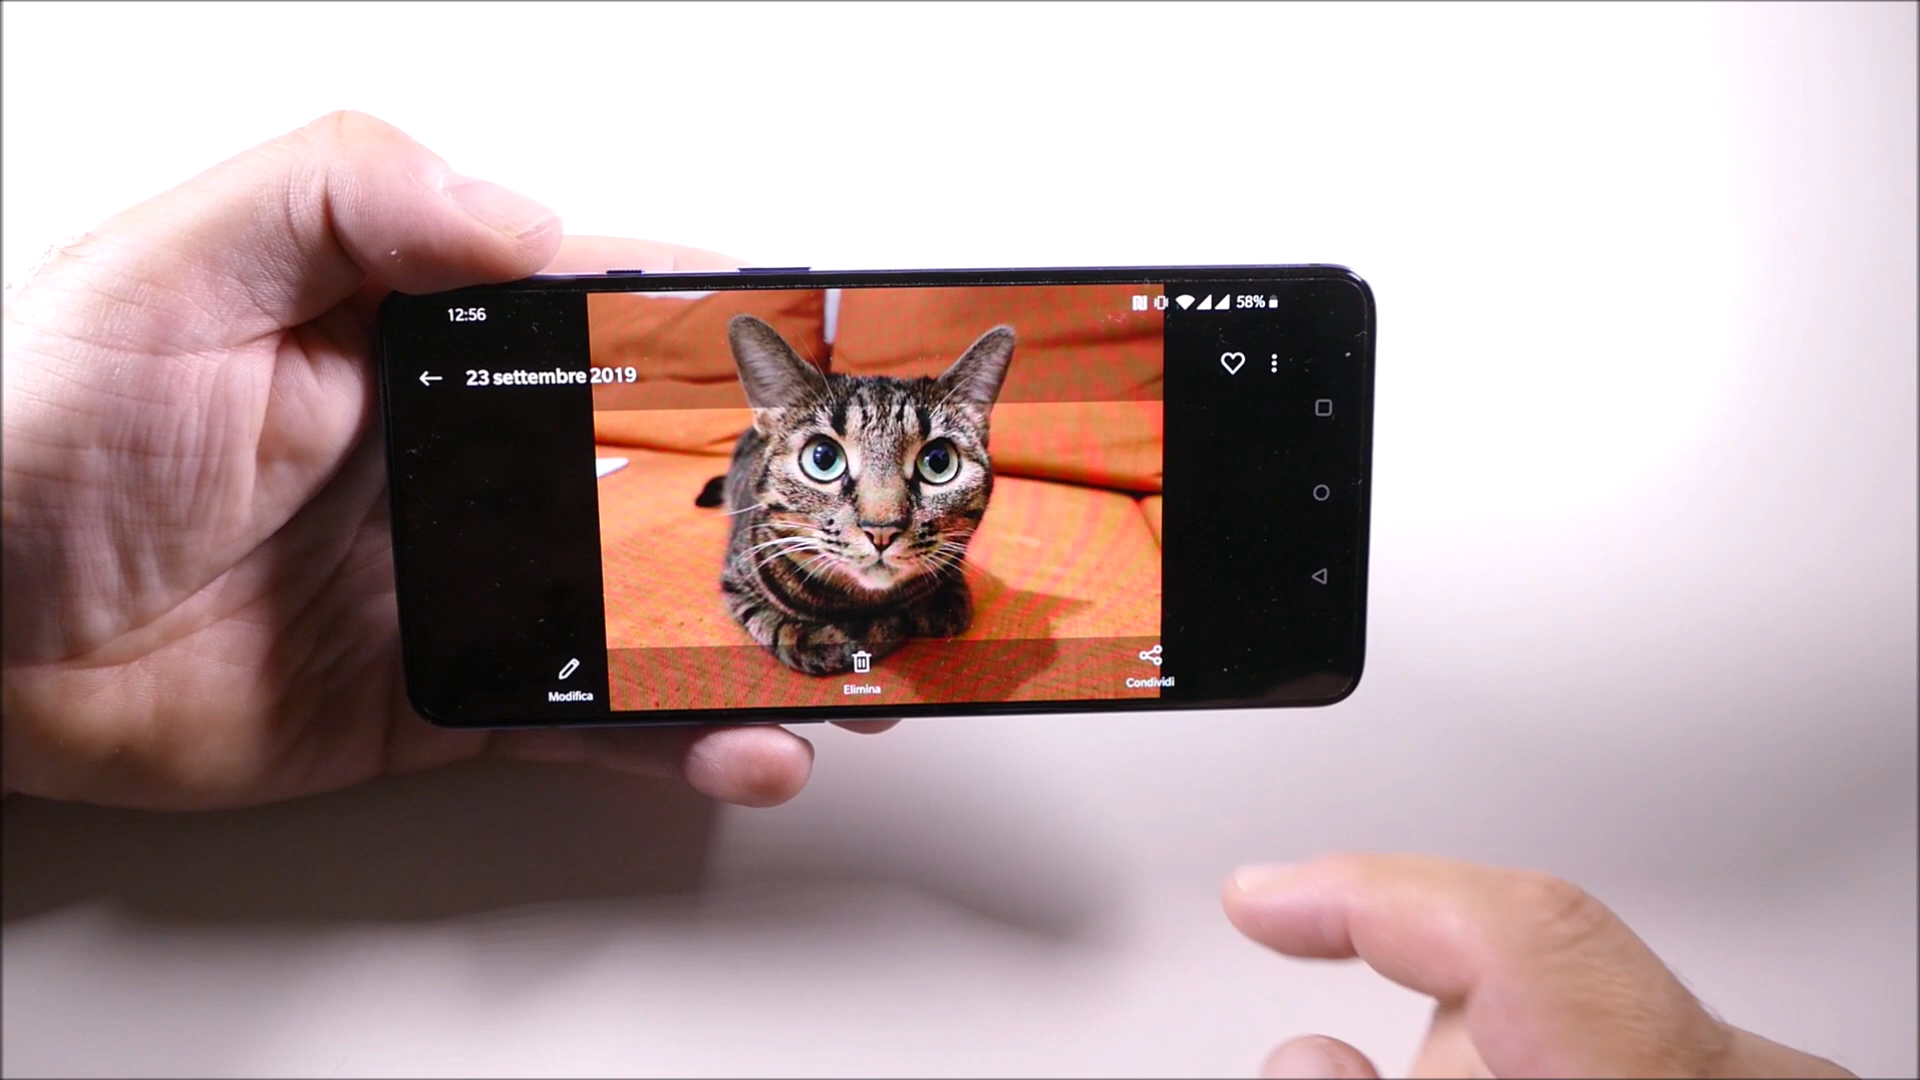 12:56
58%
23 settembre 2019
Modifica
Elimina
Condividi